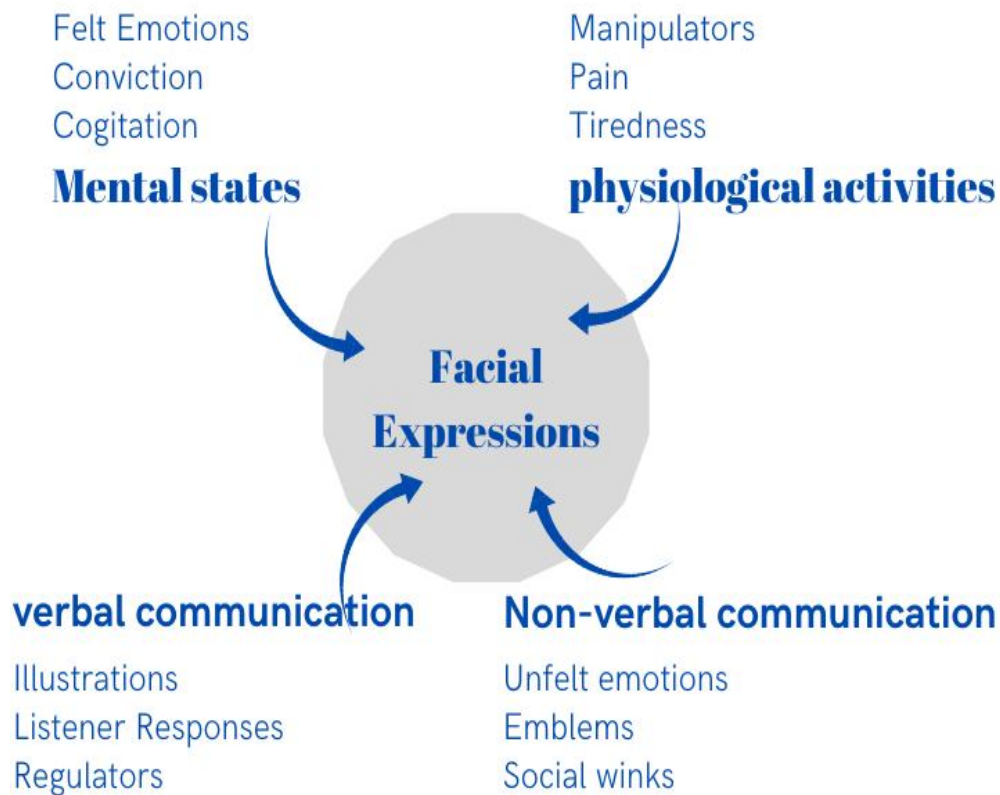 Felt Emotions
Conviction
Cogitation
Mental states
Manipulators
Pain
Tiredness
physiological activities
Facial
Expressions
verbal communication
Illustrations
Listener Responses
Regulators
Non-verbal communication
Unfelt emotions
Emblems
Social winks